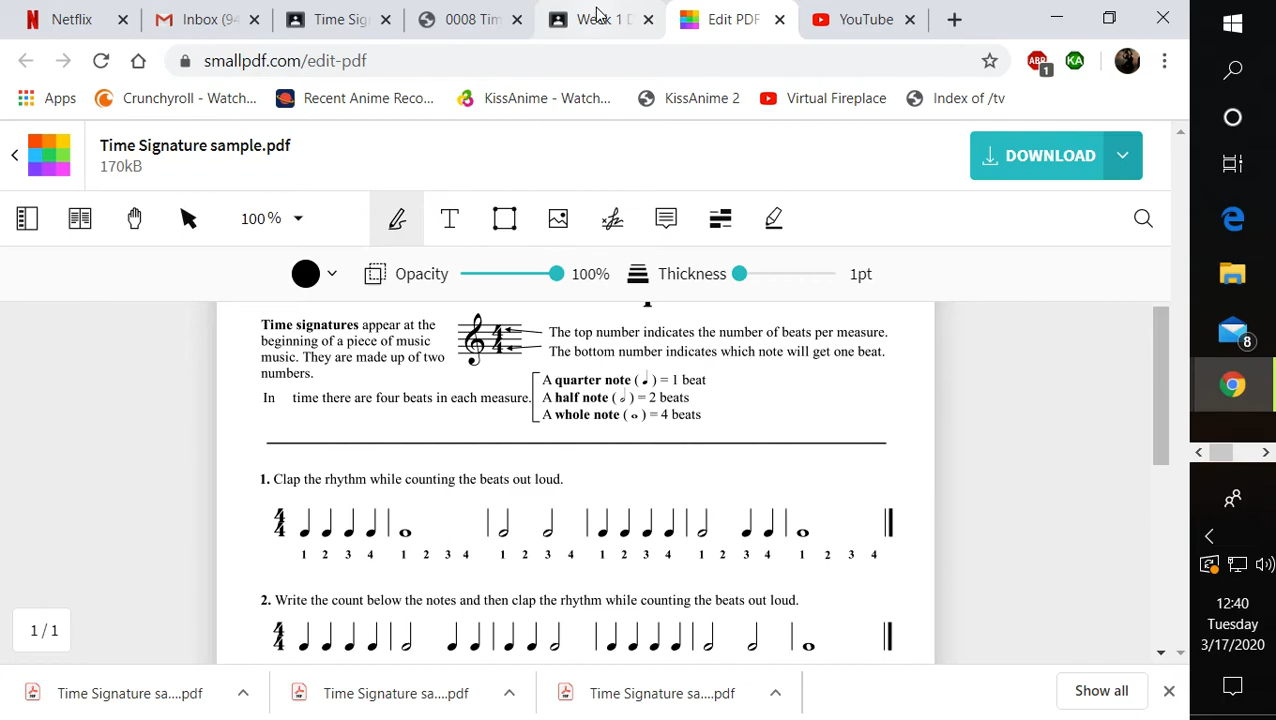 Netflix
Inbox (94
Time Sig
0008 Tim
Week 1 D
Edit PDF
YouTube
smallpdf.com/edit-pdf
ABP
1
KA
Apps
Crunchyroll - Watch...
Recent Anime Reco...
KissAnime - Watch...
KissAnime 2
Virtual Fireplace
Index of /tv
Time Signature sample.pdf
170kB
DOWNLOAD
100 %
Opacity
100%
Thickness
1pt
Time signatures appear at the
beginning of a piece of music
music. They are made up of two
numbers.
4
4
The top number indicates the number of beats per measure.
The bottom number indicates which note will get one beat.
In time there are four beats in each measure.
A quarter note ( ♩ ) = 1 beat
A half note ( 𝅗𝅥 ) = 2 beats
A whole note ( 𝅝 ) = 4 beats
1. Clap the rhythm while counting the beats out loud.
4
4
1 2 3 4 1 2 3 4 1 2 3 4 1 2 3 4 1 2 3 4 1 2 3 4
2. Write the count below the notes and then clap the rhythm while counting the beats out loud.
4
4
1 / 1
Time Signature sa....pdf
Time Signature sa....pdf
Time Signature sa....pdf
Show all
8
12:40
Tuesday
3/17/2020